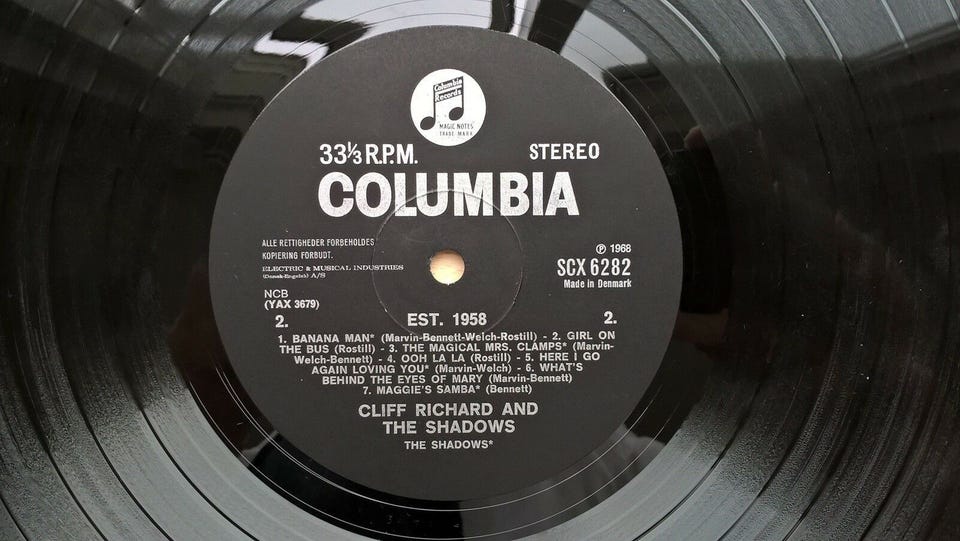 Columbia
Records
MAGIC NOTES
TRADE MARK
33⅓ R.P.M.
STEREO
COLUMBIA
ALLE RETTIGHEDER FORBEHOLDES
KOPIERING FORBUDT.
ELECTRIC & MUSICAL INDUSTRIES
(Dansk-Engelsk) A/S
℗ 1968
SCX 6282
Made in Denmark
NCB
(YAX 3679)
2.
EST. 1958
2.
1. BANANA MAN* (Marvin-Bennett-Welch-Rostill) - 2. GIRL ON
THE BUS (Rostill) - 3. THE MAGICAL MRS. CLAMPS* (Marvin-
Welch-Bennett) - 4. OOH LA LA (Rostill) - 5. HERE I GO
AGAIN LOVING YOU* (Marvin-Welch) - 6. WHAT'S
BEHIND THE EYES OF MARY (Marvin-Bennett)
7. MAGGIE'S SAMBA* (Bennett)
CLIFF RICHARD AND
THE SHADOWS
THE SHADOWS*